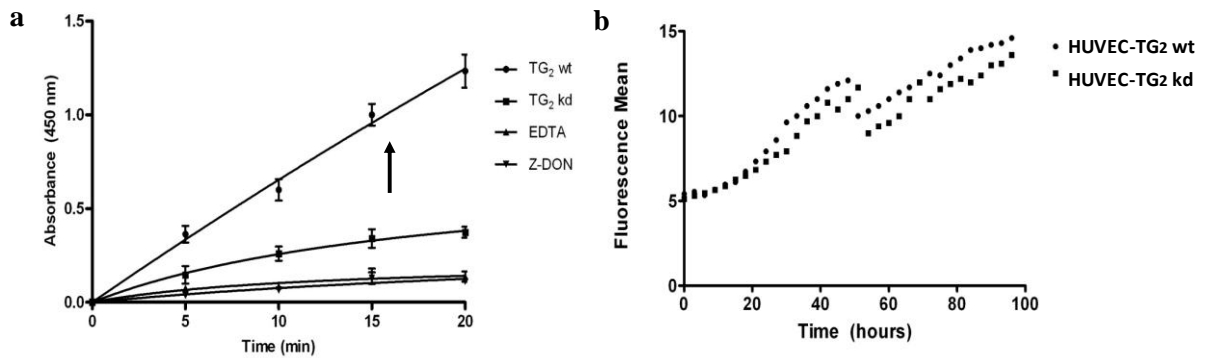 a
Absorbance (450 nm)
1.5
1.0
0.5
0.0
0
5
10
15
20
Time (min)
TG2 wt
TG2 kd
EDTA
Z-DON
b
Fluorescence Mean
15
10
5
0
0
20
40
60
80
100
Time (hours)
HUVEC-TG2 wt
HUVEC-TG2 kd